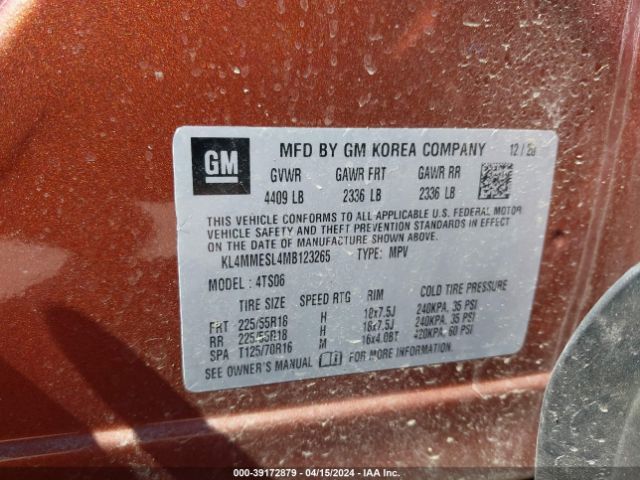 GM
MFD BY GM KOREA COMPANY 12/20
GVWR GAWR FRT GAWR RR
4409 LB 2336 LB 2336 LB
THIS VEHICLE CONFORMS TO ALL APPLICABLE U.S. FEDERAL MOTOR
VEHICLE SAFETY AND THEFT PREVENTION STANDARDS IN EFFECT
ON THE DATE OF MANUFACTURE SHOWN ABOVE.
KL4MMESL4MB123265 TYPE: MPV
MODEL: 4TS06
TIRE SIZE SPEED RTG RIM COLD TIRE PRESSURE
FRT 225/55R18 H 18x7.5J 240KPA, 35 PSI
RR 225/55R18 H 18x7.5J 240KPA, 35 PSI
SPA T125/70R16 M 16x4.0BT 420KPA, 60 PSI
SEE OWNER'S MANUAL FOR MORE INFORMATION
000-39172879 - 04/15/2024 - IAA Inc.